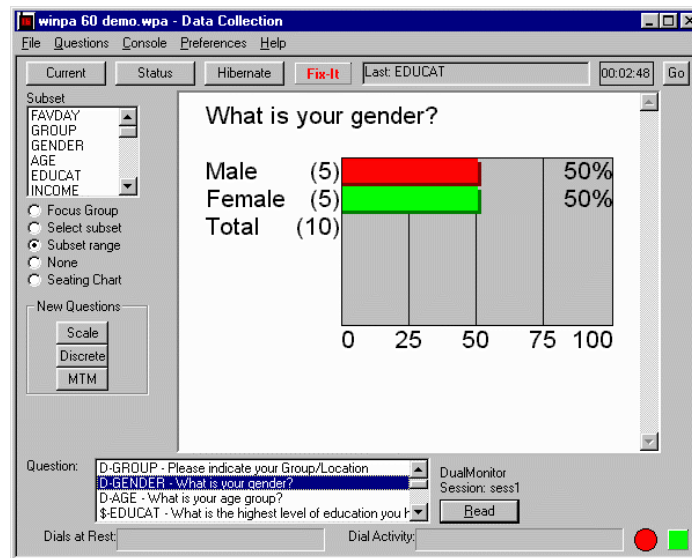 winpa 60 demo.wpa - Data Collection
File Questions Console Preferences Help
Current Status Hibernate Fix-It Last: EDUCAT 00:02:48 Go
Subset
FAVDAY
GROUP
GENDER
AGE
EDUCAT
INCOME
Focus Group
Select subset
Subset range
None
Seating Chart
New Questions
Scale
Discrete
MTM
What is your gender?
Male (5) 50%
Female (5) 50%
Total (10)
0 25 50 75 100
Question:
D-GROUP - Please indicate your Group/Location
D-GENDER - What is your gender?
D-AGE - What is your age group?
$-EDUCAT - What is the highest level of education you h
DualMonitor
Session: sess1
Read
Dials at Rest: Dial Activity: